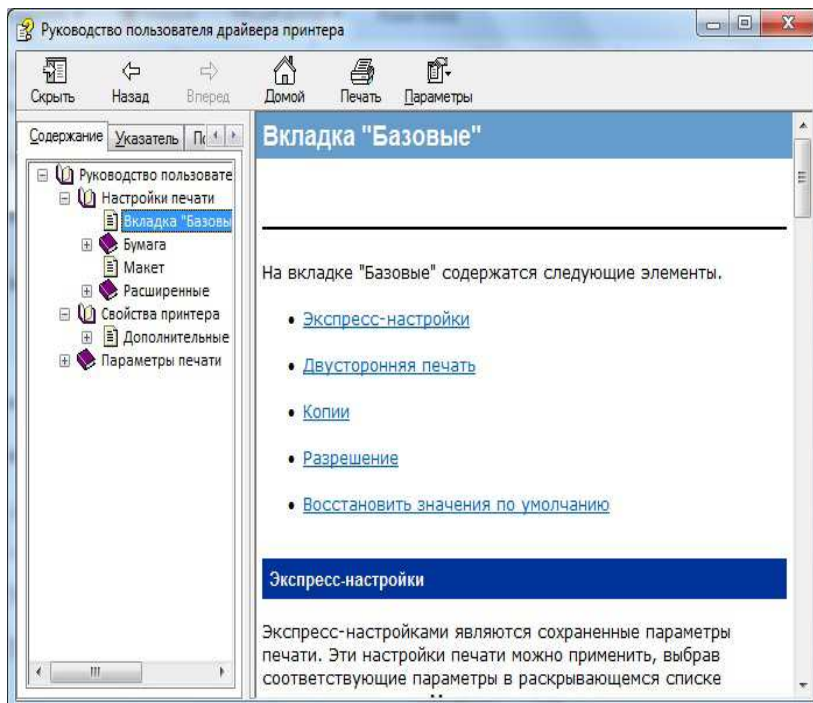 Руководство пользователя драйвера принтера
Скрыть Назад Вперед Домой Печать Параметры
Содержание Указатель
Руководство пользовате
Настройки печати
Вкладка "Базовы
Бумага
Макет
Расширенные
Свойства принтера
Дополнительные
Параметры печати
Вкладка "Базовые"
На вкладке "Базовые" содержатся следующие элементы.
• Экспресс-настройки
• Двусторонняя печать
• Копии
• Разрешение
• Восстановить значения по умолчанию
Экспресс-настройки
Экспресс-настройками являются сохраненные параметры
печати. Эти настройки печати можно применить, выбрав
соответствующие параметры в раскрывающемся списке